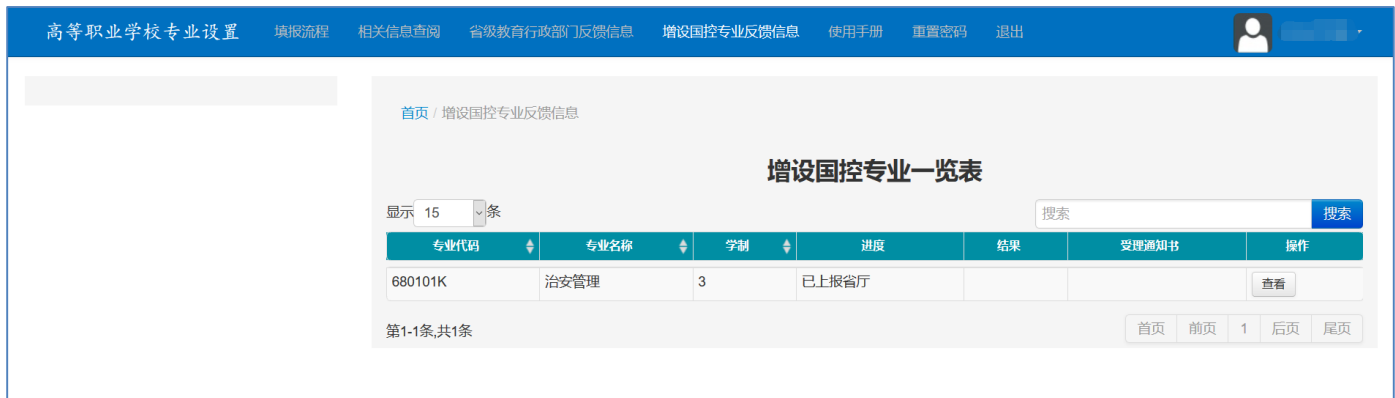 高等职业学校专业设置 填报流程 相关信息查阅 省级教育行政部门反馈信息 增设国控专业反馈信息 使用手册 重置密码 退出
首页 / 增设国控专业反馈信息
增设国控专业一览表
显示 15 条 搜索 搜索
专业代码 专业名称 学制 进度 结果 受理通知书 操作
680101K 治安管理 3 已上报省厅 查看
第1-1条,共1条 首页 前页 1 后页 尾页